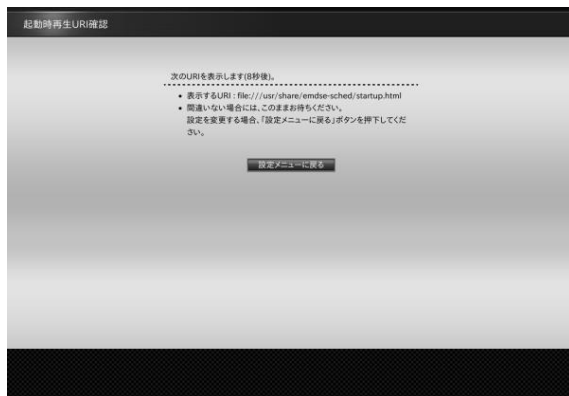 起動時再生URI確認
次のURIを表示します(8秒後)。
• 表示するURI : file:///usr/share/emdse-sched/startup.html
• 間違いない場合には、このままお待ちください。
設定を変更する場合、「設定メニューに戻る」ボタンを押下してくだ
さい。
設定メニューに戻る